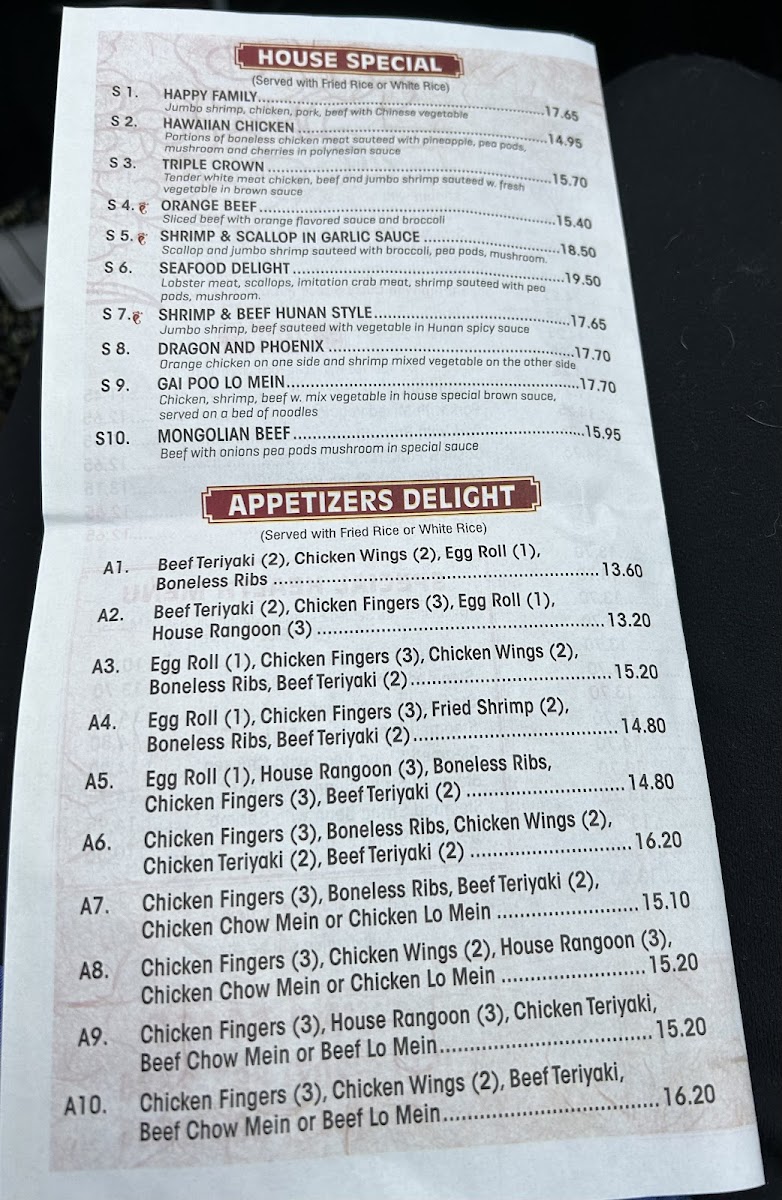 HOUSE SPECIAL
(Served with Fried Rice or White Rice)
S 1. HAPPY FAMILY..........17.65
Jumbo shrimp, chicken, pork, beef with Chinese vegetable
S 2. HAWAIIAN CHICKEN..........14.95
Portions of boneless chicken meat sauteed with pineapple, pea pods,
mushroom and cherries in polynesian sauce
S 3. TRIPLE CROWN..........15.70
Tender white meat chicken, beef and jumbo shrimp sauteed w. fresh
vegetable in brown sauce
S 4. ORANGE BEEF..........15.40
Sliced beef with orange flavored sauce and broccoli
S 5. SHRIMP & SCALLOP IN GARLIC SAUCE..........18.50
Scallop and jumbo shrimp sauteed with broccoli, pea pods, mushroom.
S 6. SEAFOOD DELIGHT..........19.50
Lobster meat, scallops, imitation crab meat, shrimp sauteed with pea
pods, mushroom.
S 7. SHRIMP & BEEF HUNAN STYLE..........17.65
Jumbo shrimp, beef sauteed with vegetable in Hunan spicy sauce
S 8. DRAGON AND PHOENIX..........17.70
Orange chicken on one side and shrimp mixed vegetable on the other side
S 9. GAI POO LO MEIN..........17.70
Chicken, shrimp, beef w. mix vegetable in house special brown sauce,
served on a bed of noodles
S10. MONGOLIAN BEEF..........15.95
Beef with onions pea pods mushroom in special sauce
APPETIZERS DELIGHT
(Served with Fried Rice or White Rice)
A1. Beef Teriyaki (2), Chicken Wings (2), Egg Roll (1),
Boneless Ribs..........13.60
A2. Beef Teriyaki (2), Chicken Fingers (3), Egg Roll (1),
House Rangoon (3)..........13.20
A3. Egg Roll (1), Chicken Fingers (3), Chicken Wings (2),
Boneless Ribs, Beef Teriyaki (2)..........15.20
A4. Egg Roll (1), Chicken Fingers (3), Fried Shrimp (2),
Boneless Ribs, Beef Teriyaki (2)..........14.80
A5. Egg Roll (1), House Rangoon (3), Boneless Ribs,
Chicken Fingers (3), Beef Teriyaki (2)..........14.80
A6. Chicken Fingers (3), Boneless Ribs, Chicken Wings (2),
Chicken Teriyaki (2), Beef Teriyaki (2)..........16.20
A7. Chicken Fingers (3), Boneless Ribs, Beef Teriyaki (2),
Chicken Chow Mein or Chicken Lo Mein..........15.10
A8. Chicken Fingers (3), Chicken Wings (2), House Rangoon (3),
Chicken Chow Mein or Chicken Lo Mein..........15.20
A9. Chicken Fingers (3), House Rangoon (3), Chicken Teriyaki,
Beef Chow Mein or Beef Lo Mein..........15.20
A10. Chicken Fingers (3), Chicken Wings (2), Beef Teriyaki,
Beef Chow Mein or Beef Lo Mein..........16.20